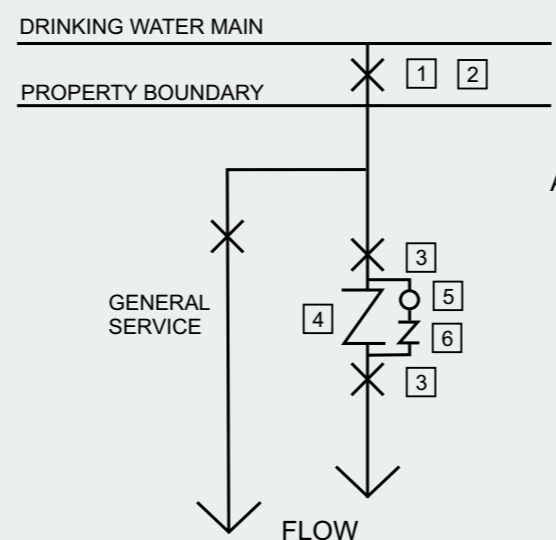 DRINKING WATER MAIN
1 2
PROPERTY BOUNDARY
A
3
5
GENERAL
SERVICE
4
6
3
FLOW